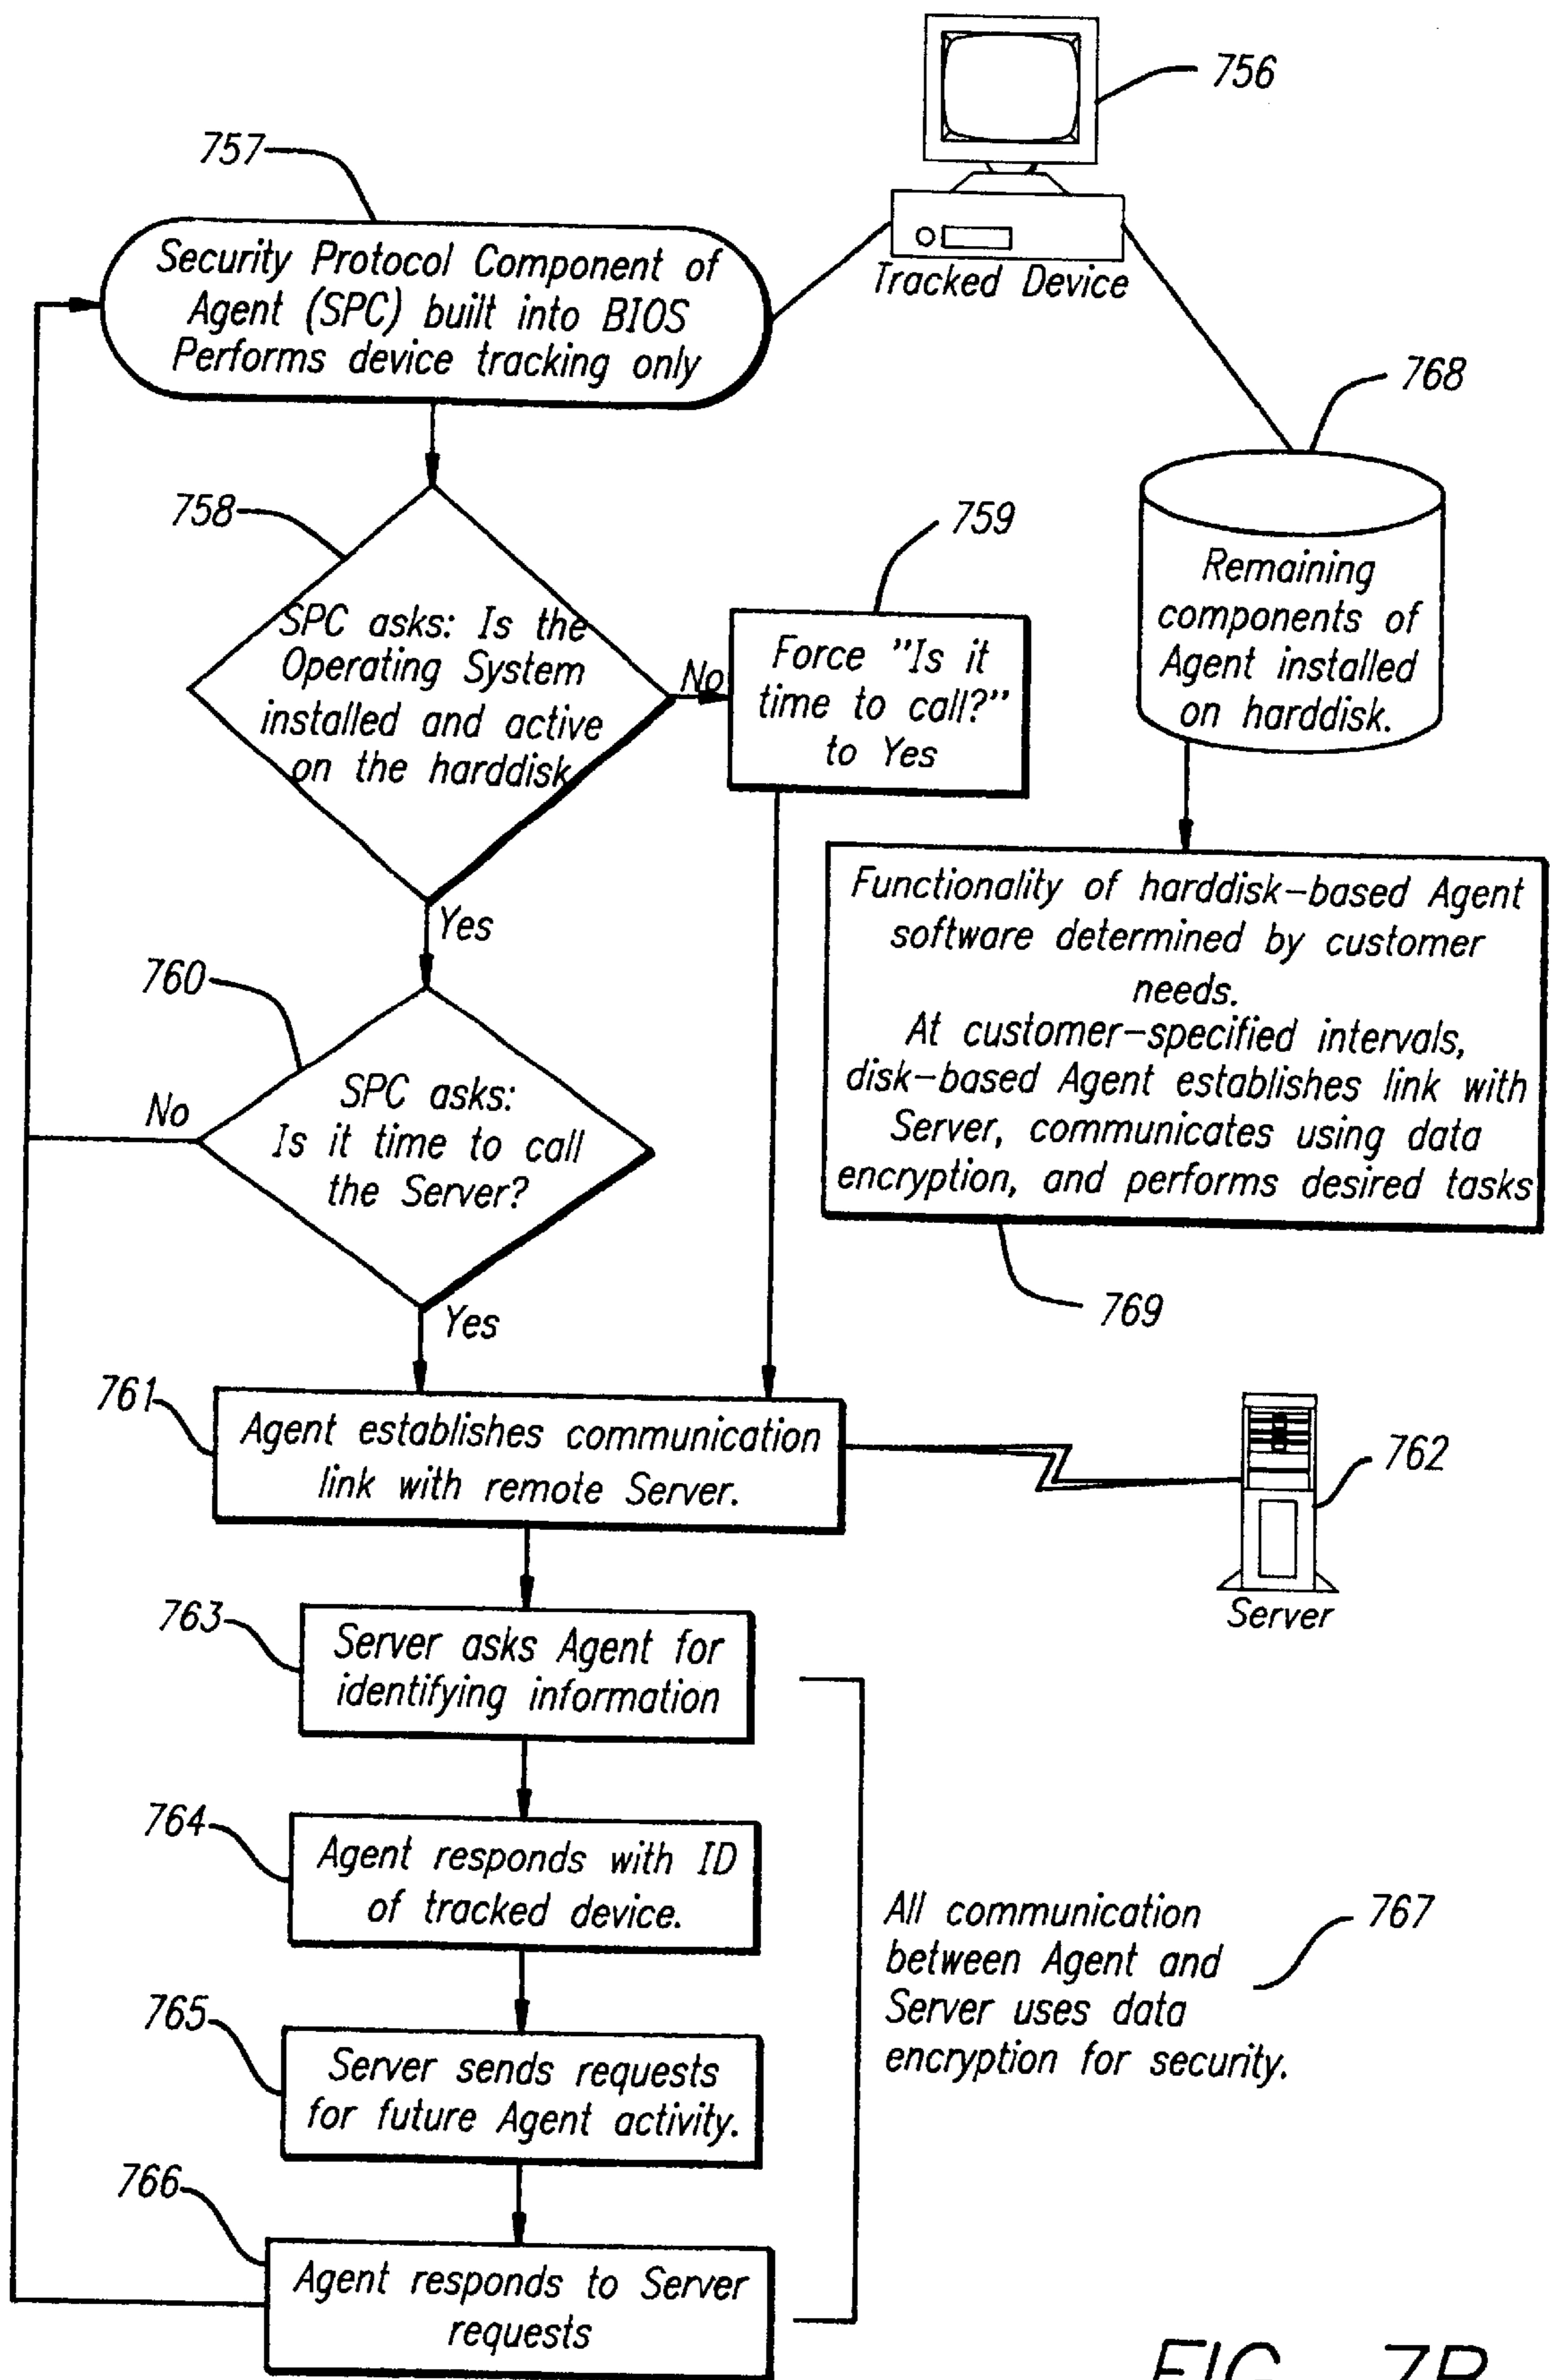 756
Tracked Device
757
Security Protocol Component of
Agent (SPC) built into BIOS
Performs device tracking only
758
SPC asks: Is the
Operating System
installed and active
on the harddisk
No
Yes
759
Force "Is it
time to call?"
to Yes
768
Remaining
components of
Agent installed
on harddisk.
Functionality of harddisk-based Agent
software determined by customer
needs.
At customer-specified intervals,
disk-based Agent establishes link with
Server, communicates using data
encryption, and performs desired tasks
769
760
SPC asks:
Is it time to call
the Server?
No
Yes
761
Agent establishes communication
link with remote Server.
762
Server
763
Server asks Agent for
identifying information
764
Agent responds with ID
of tracked device.
765
Server sends requests
for future Agent activity.
766
Agent responds to Server
requests
All communication
between Agent and
Server uses data
encryption for security.
767
FIG. 7B